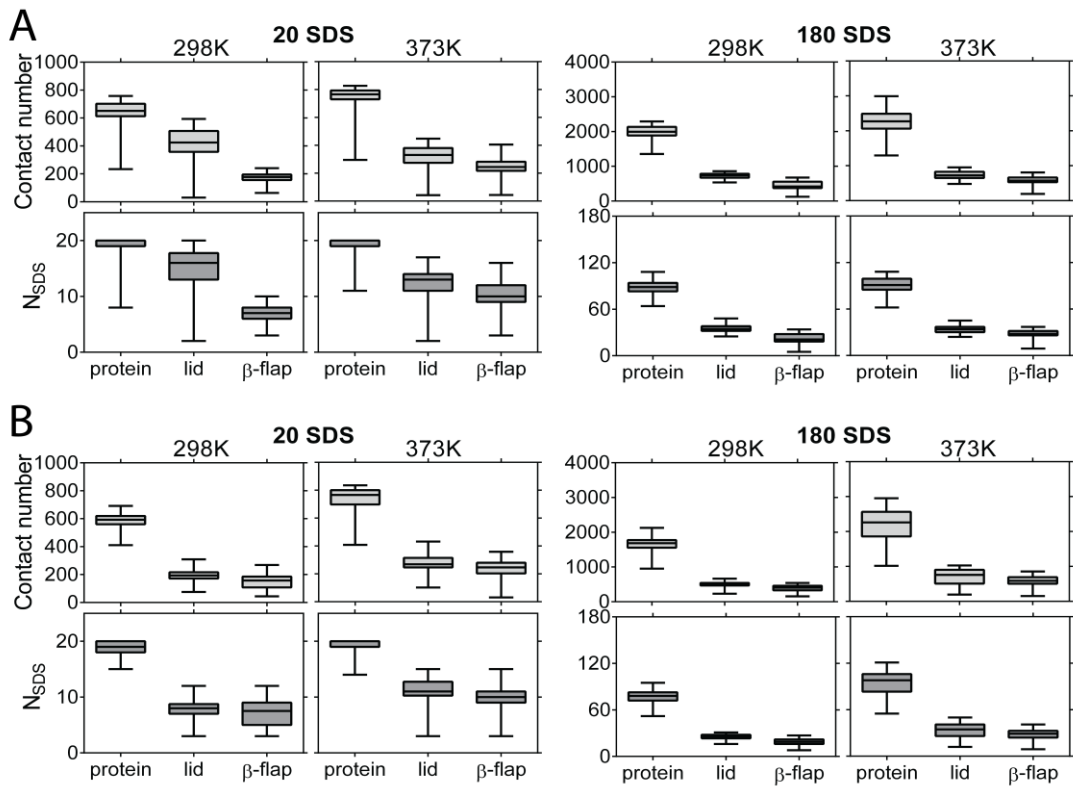 A
20 SDS
180 SDS
298K
373K
298K
373K
Contact number
1000
800
600
400
200
0
4000
3000
2000
1000
0
N_SDS
20
10
0
180
120
60
0
protein lid β-flap
protein lid β-flap
protein lid β-flap
protein lid β-flap
B
20 SDS
180 SDS
298K
373K
298K
373K
Contact number
1000
800
600
400
200
0
4000
3000
2000
1000
0
N_SDS
20
10
0
180
120
60
0
protein lid β-flap
protein lid β-flap
protein lid β-flap
protein lid β-flap